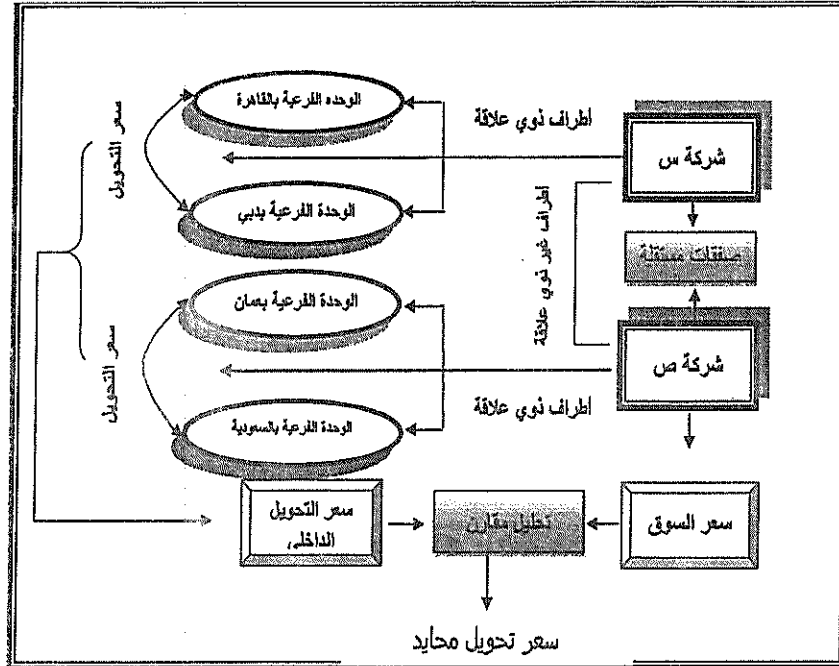 الوحده الفرعية بالقاهرة
أطراف ذوي علاقة
شركة س
سعر التحويل
الوحدة الفرعية بدبي
أطراف غير ذوي علاقة
صفقات مستقلة
الوحدة الفرعية بعمان
شركة ص
سعر التحويل
أطراف ذوي علاقة
الوحدة الفرعية بالسعودية
سعر السوق
تحليل مقارن
سعر التحويل
الداخلي
سعر تحويل محايد